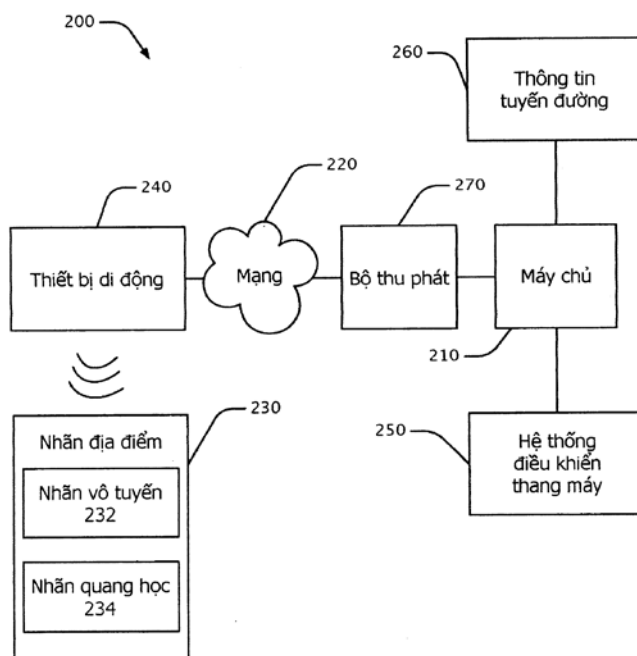 200
260
Thông tin
tuyến đường
240
220
270
Thiết bị di động
Mạng
Bộ thu phát
Máy chủ
210
230
250
Nhãn địa điểm
Hệ thống
điều khiển
thang máy
Nhãn vô tuyến
232
Nhãn quang học
234